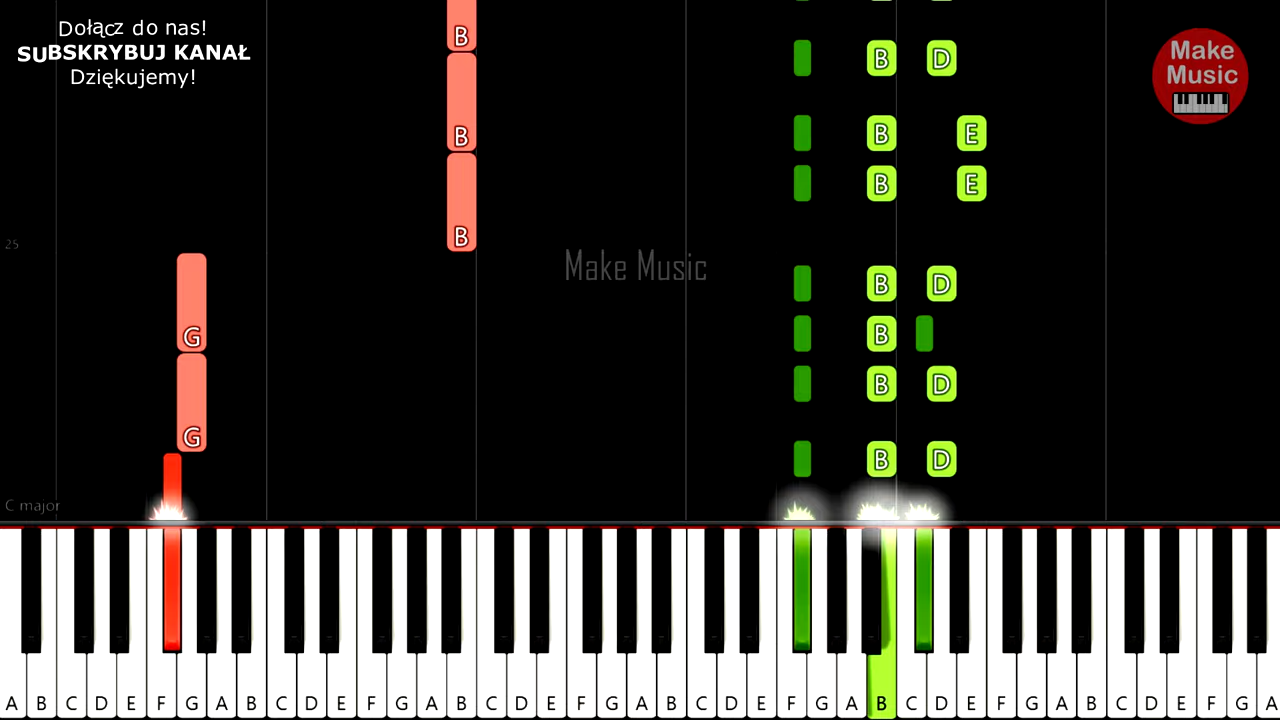 Dołącz do nas!
SUBSKRYBUJ KANAŁ
Dziękujemy!
Make
Music
B
B D
B B E
B E
B
25
Make Music
B D
G B
B D
G
B D
C major
A B C D E F G A B C D E F G A B C D E F G A B C D E F G A B C D E F G A B C D E F G A